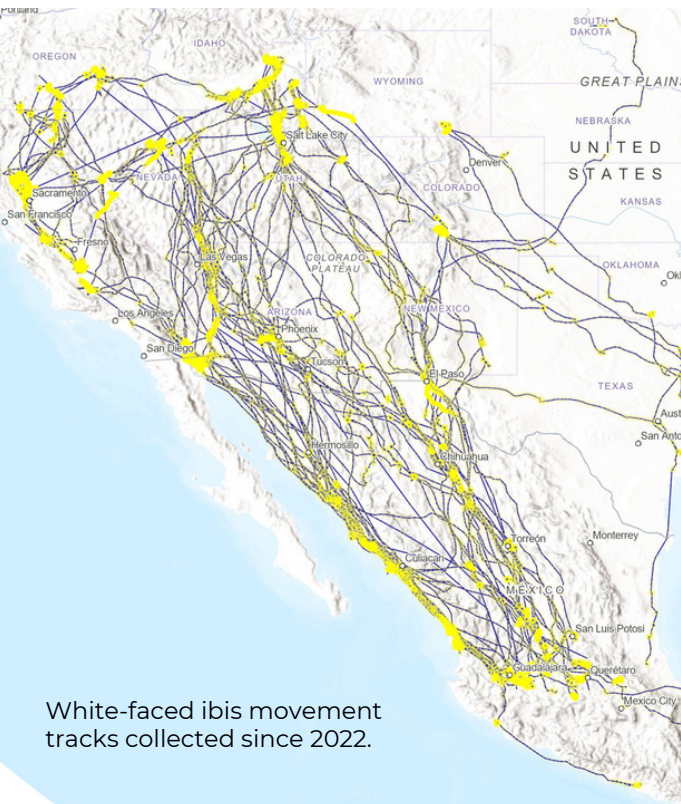 Portland
SOUTH
DAKOTA
IDAHO
OREGON
WYOMING
GREAT PLAINS
NEBRASKA
Salt Lake City
UNITED
STATES
Denver
NEVADA
UTAH
COLORADO
Sacramento
KANSAS
San Francisco
Fresno
Las Vegas
COLORADO
PLATEAU
OKLAHOMA
Okl
Los Angeles
ARIZONA
NEW MEXICO
Phoenix
San Diego
Tucson
El Paso
TEXAS
Aust
San Anto
Hermosillo
Chihuahua
Torreón
Monterrey
Culiacán
MÉXICO
San Luis Potosí
Guadalajara
Querétaro
Mexico City
White-faced ibis movement
tracks collected since 2022.